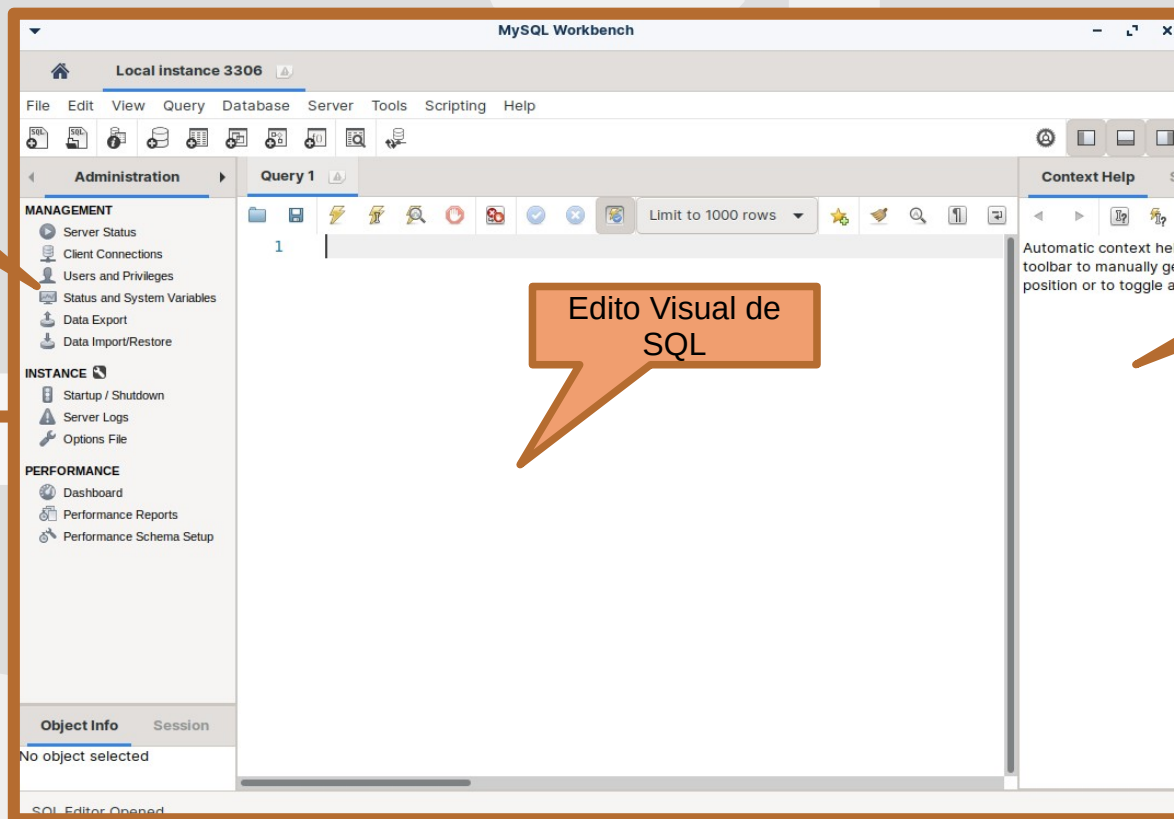 MySQL Workbench
Local instance 3306
File Edit View Query Database Server Tools Scripting Help
Administration
Query 1
Context Help
MANAGEMENT
Server Status
Client Connections
Users and Privileges
Status and System Variables
Data Export
Data Import/Restore
INSTANCE
Startup / Shutdown
Server Logs
Options File
PERFORMANCE
Dashboard
Performance Reports
Performance Schema Setup
Limit to 1000 rows
1
Edito Visual de
SQL
Automatic context
toolbar to manually
position or to toggle
Object Info Session
No object selected
SQL Editor Opened